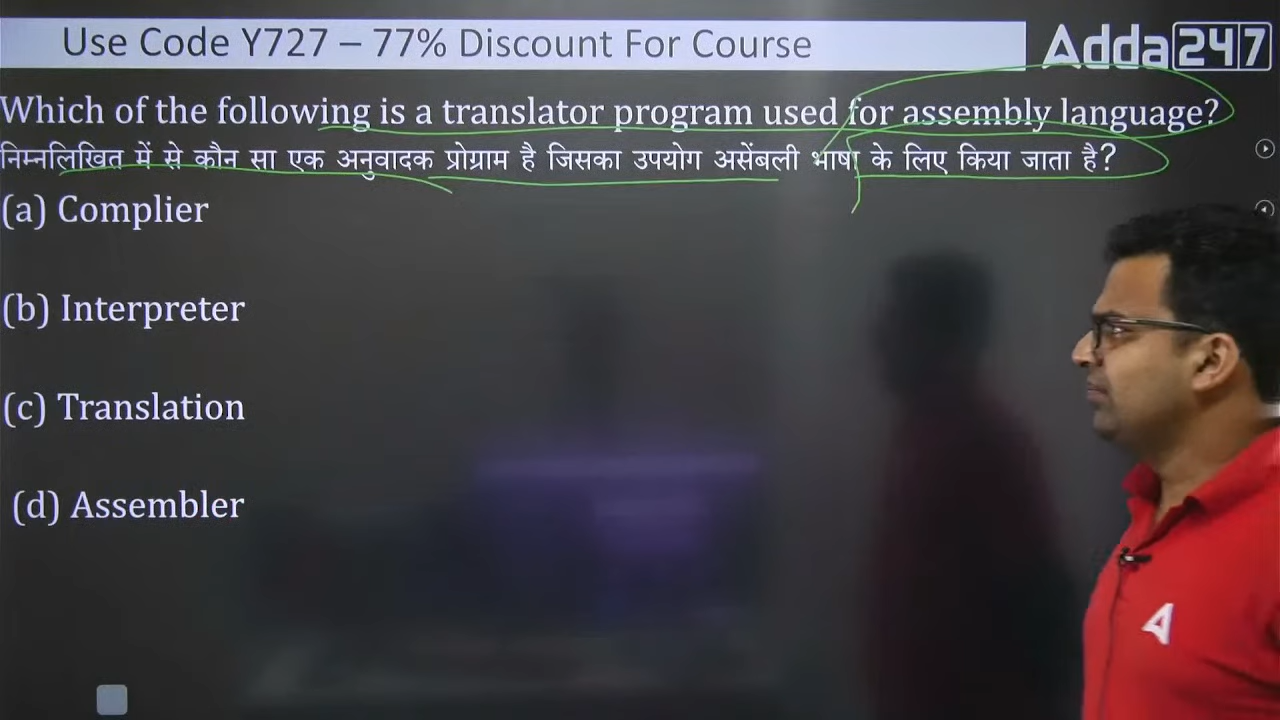 Use Code Y727 – 77% Discount For Course
Adda247
Which of the following is a translator program used for assembly language?
निम्नलिखित में से कौन सा एक अनुवादक प्रोग्राम है जिसका उपयोग असेंबली भाषा के लिए किया जाता है?
(a) Complier
(b) Interpreter
(c) Translation
(d) Assembler
A